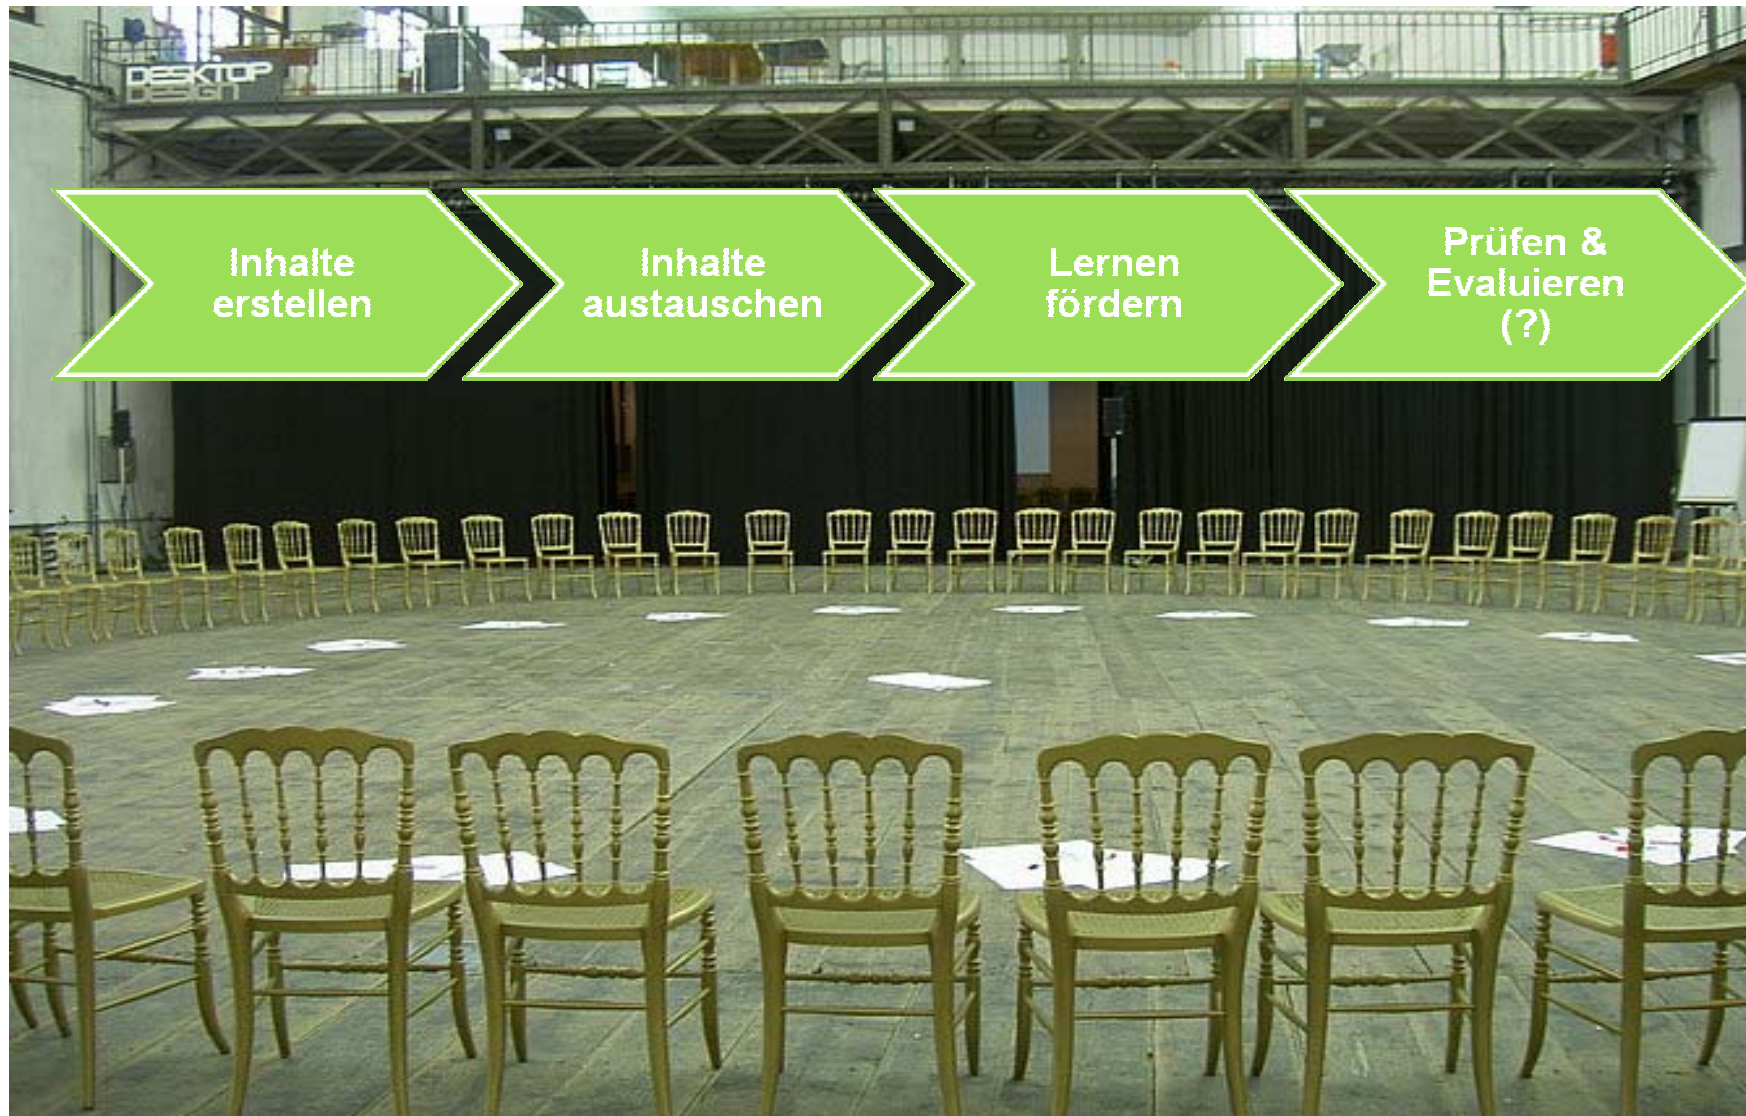 DESKTOP
DESIGN
Inhalte
erstellen
Inhalte
austauschen
Lernen
fördern
Prüfen &
Evaluieren
(?)